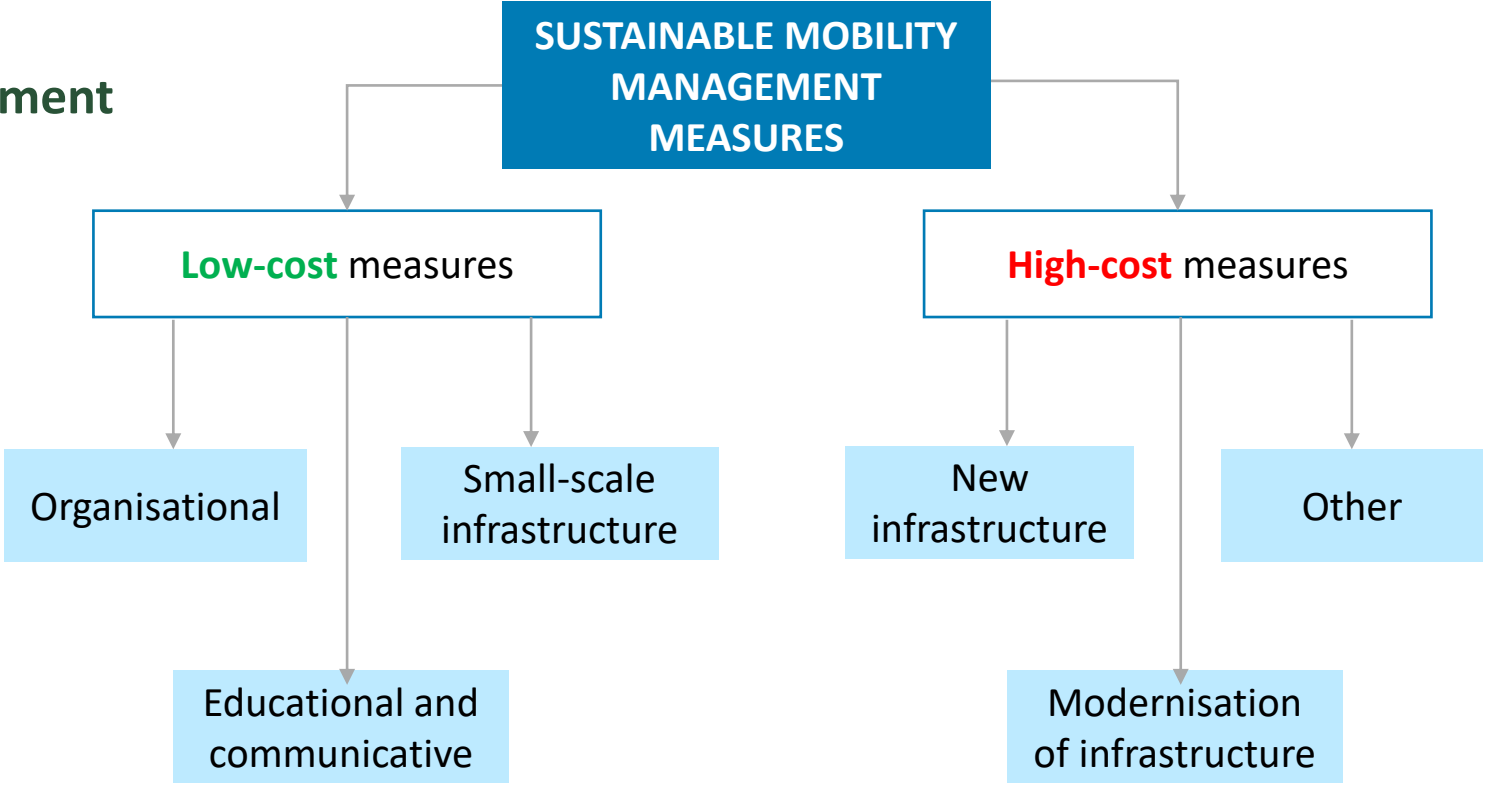 SUSTAINABLE MOBILITY
MANAGEMENT
MEASURES
ment
Low-cost measures
High-cost measures
Organisational
Small-scale
infrastructure
New
infrastructure
Other
Educational and
communicative
Modernisation
of infrastructure